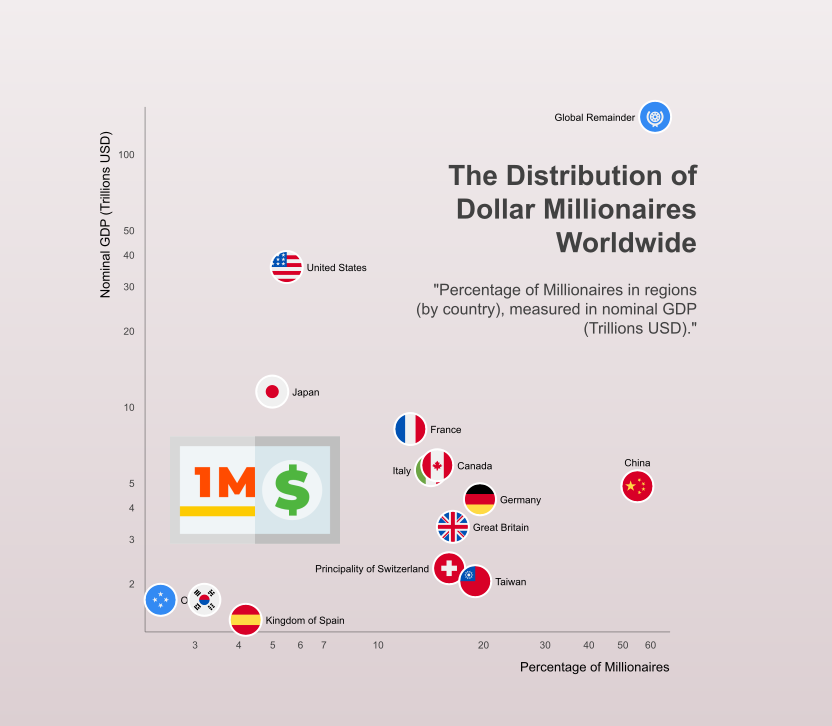 Global Remainder
Nominal GDP (Trillions USD)
100
50
40
30
20
10
5
4
3
2
The Distribution of
Dollar Millionaires
Worldwide
"Percentage of Millionaires in regions
(by country), measured in nominal GDP
(Trillions USD)."
United States
Japan
France
Italy
Canada
China
Germany
Great Britain
Principality of Switzerland
Taiwan
Kingdom of Spain
1M$
3 4 5 6 7 10 20 30 40 50 60
Percentage of Millionaires